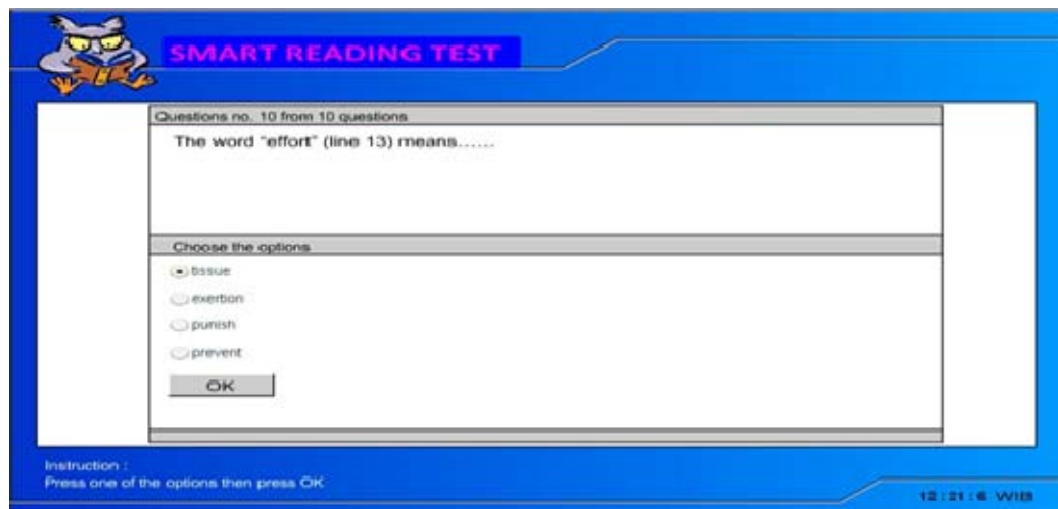 SMART READING TEST
Questions no. 10 from 10 questions
The word "effort" (line 13) means......
Choose the options
tissue
exertion
punish
prevent
OK
Instruction :
Press one of the options then press OK
12:21:6 WIB